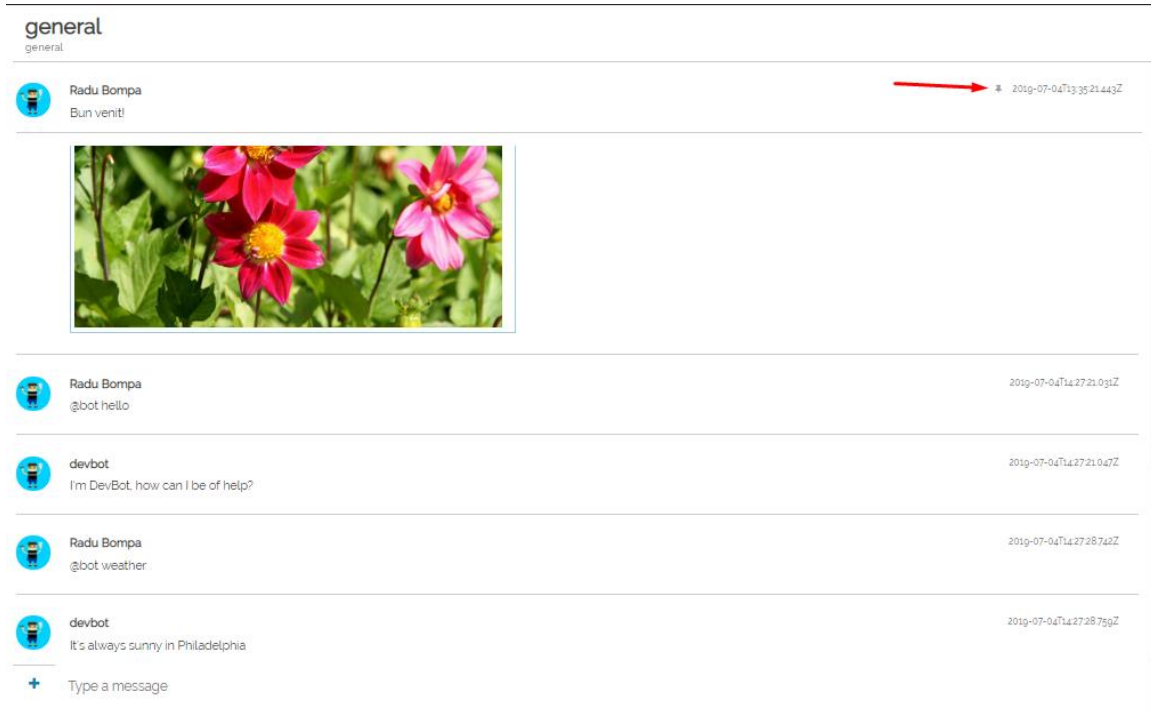 general
general
Radu Bompa
2019-07-04T13:35:21.443Z
Bun venit!
Radu Bompa
2019-07-04T14:27:21.031Z
@bot hello
devbot
2019-07-04T14:27:21.047Z
I'm DevBot, how can I be of help?
Radu Bompa
2019-07-04T14:27:28.742Z
@bot weather
devbot
2019-07-04T14:27:28.759Z
It's always sunny in Philadelphia
+ Type a message